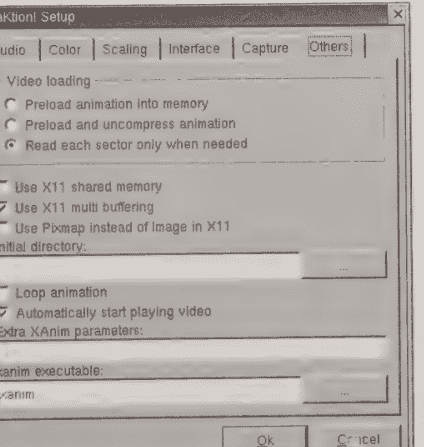 aKtion! Setup
udio Color Scaling Interface Capture Others
Video loading
Preload animation into memory
Preload and uncompress animation
Read each sector only when needed
Use X11 shared memory
Use X11 multi buffering
Use Pixmap instead of Image in X11
nitial directory:
...
Loop animation
Automatically start playing video
Extra XAnim parameters:
xanim executable:
xanim
...
Ok Cancel